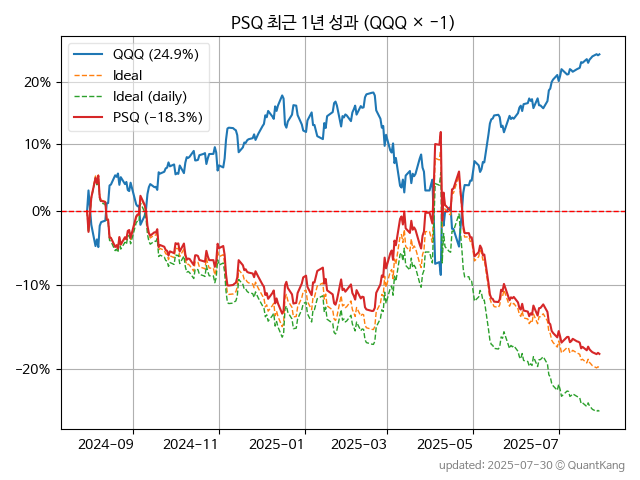 PSQ 최근 1년 성과 (QQQ × −1)
QQQ (24.9%)
Ideal
Ideal (daily)
PSQ (−18.3%)
20%
10%
0%
−10%
−20%
2024-09
2024-11
2025-01
2025-03
2025-05
2025-07
updated: 2025-07-30 © QuantKang